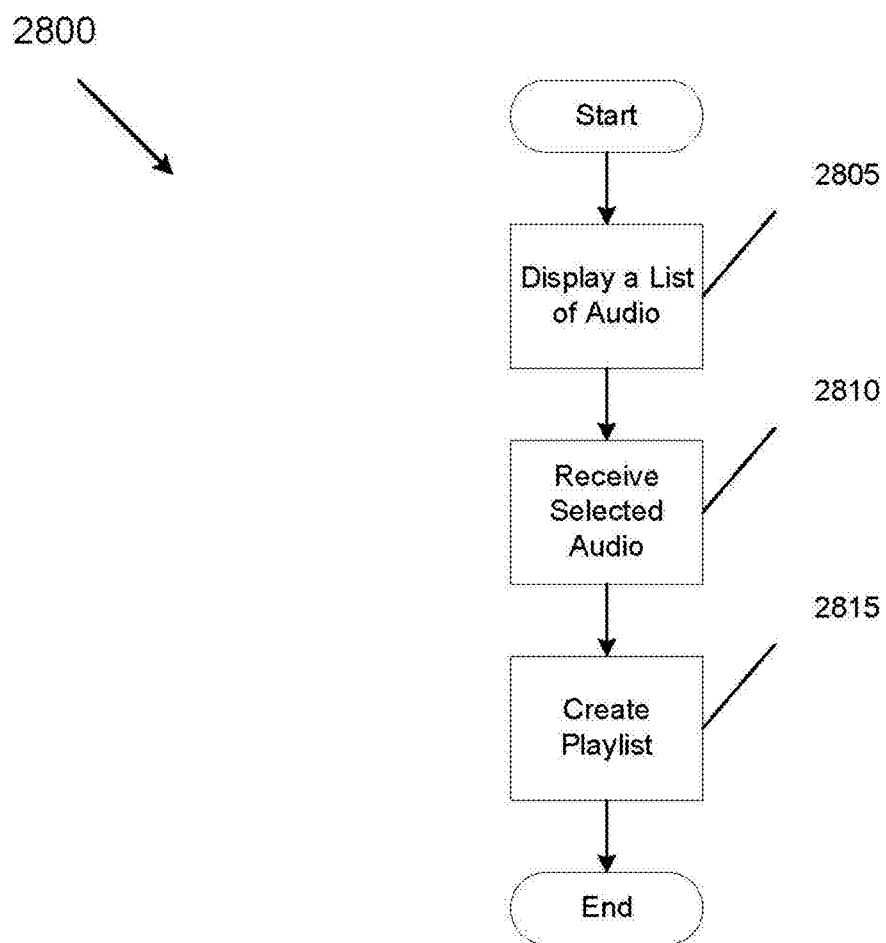 2800
Start
2805
Display a List
of Audio
2810
Receive
Selected
Audio
2815
Create
Playlist
End